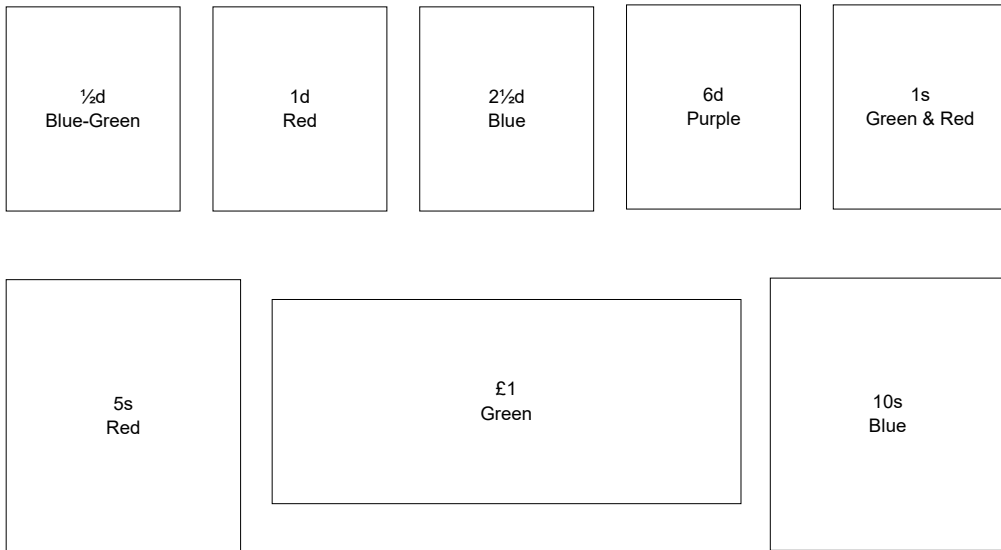 ½d
Blue-Green
1d
Red
2½d
Blue
6d
Purple
1s
Green & Red
5s
Red
£1
Green
10s
Blue